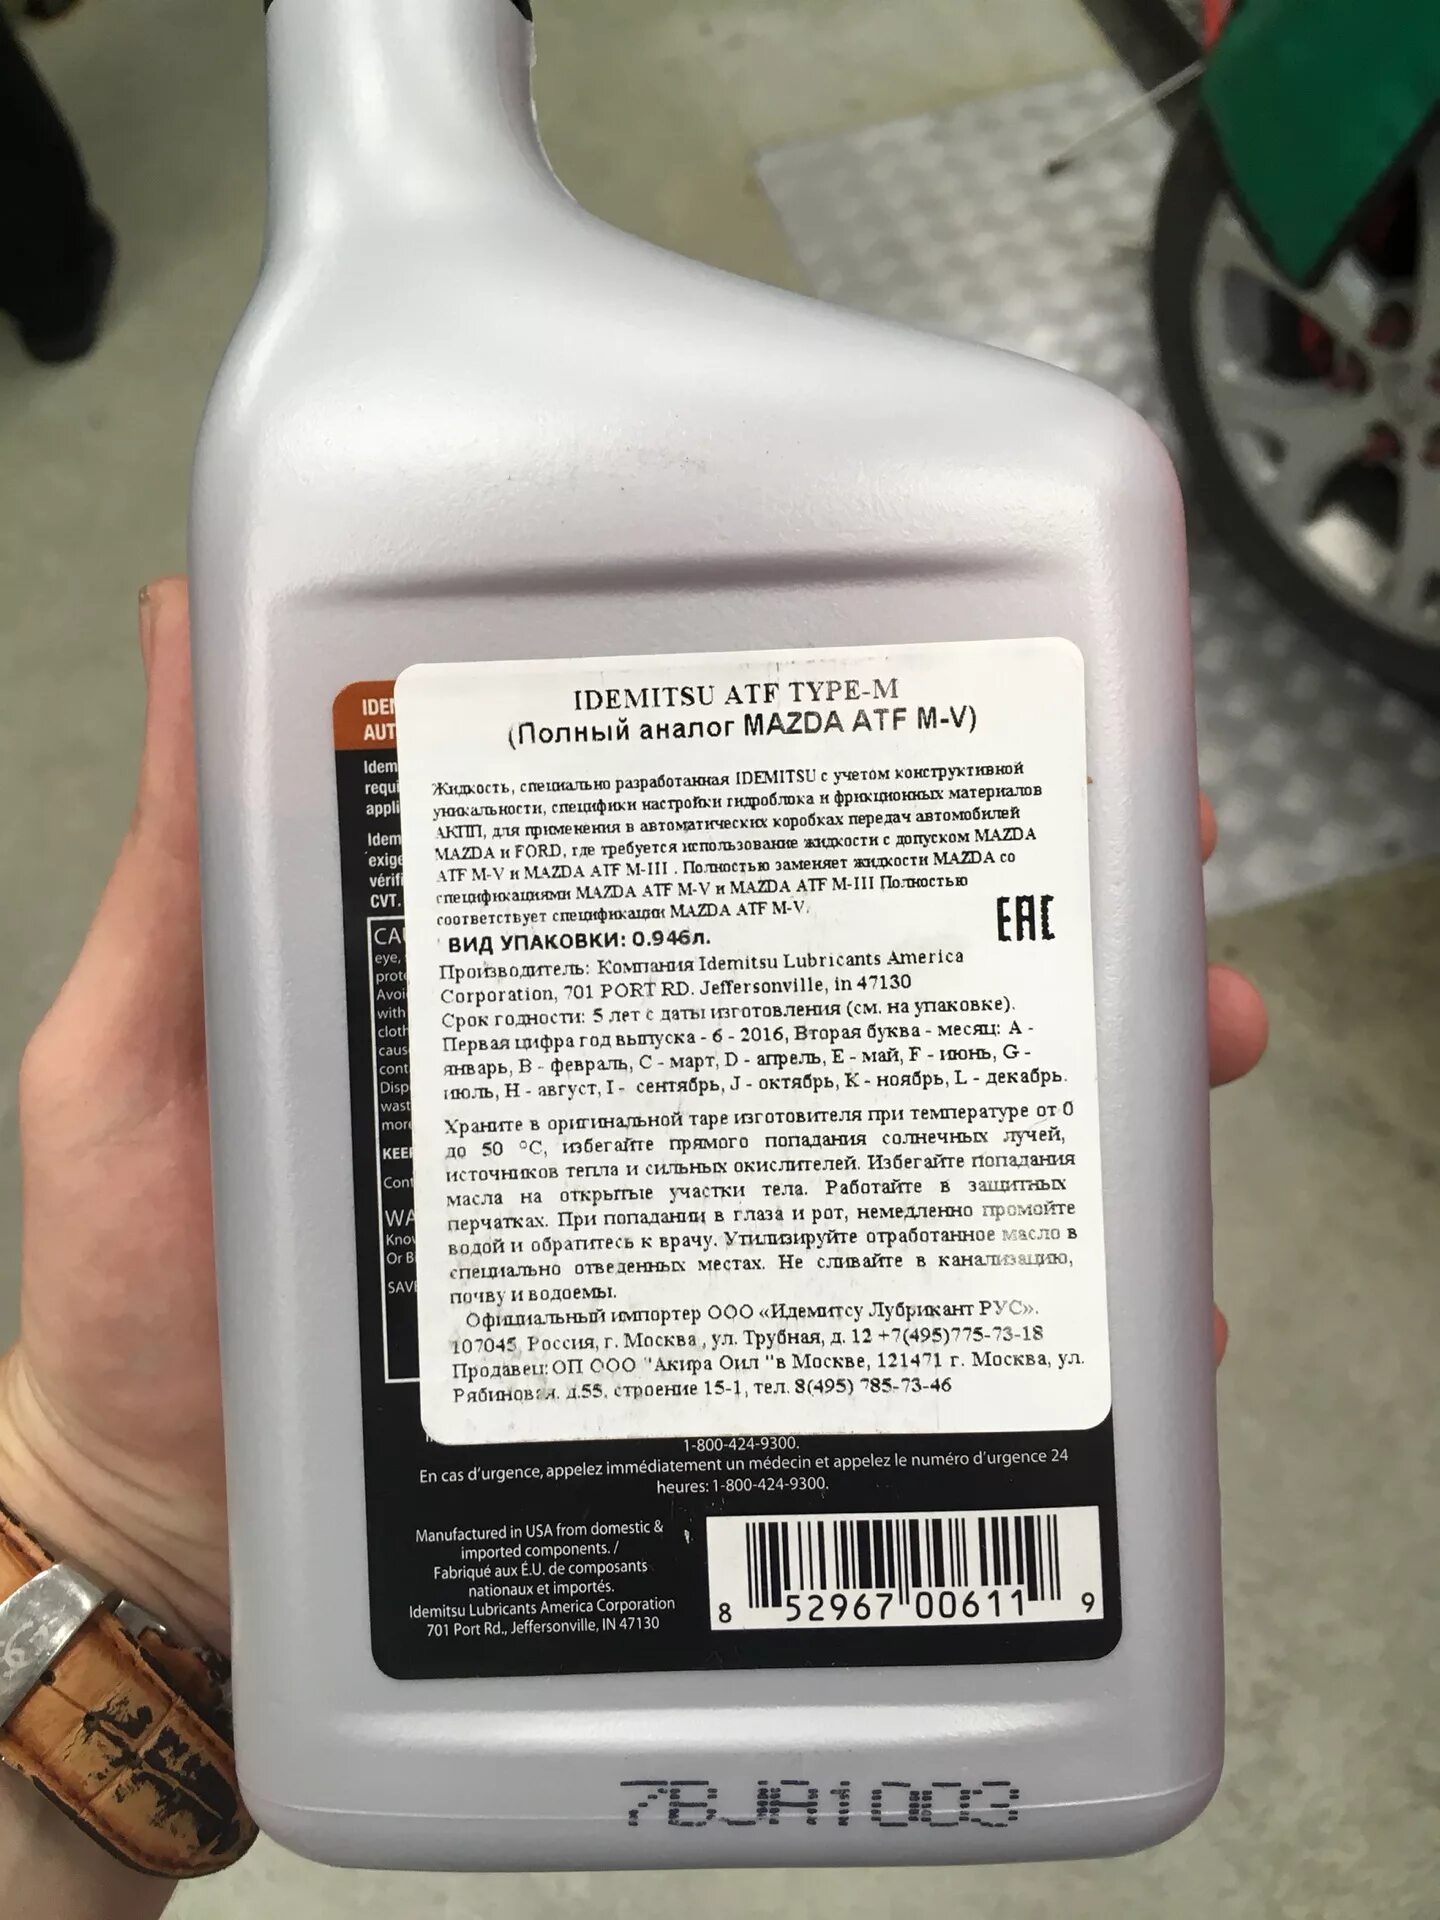 IDEMITSU ATF TYPE-M
(Полный аналог MAZDA ATF M-V)
Жидкость, специально разработанная IDEMITSU с учетом конструктивной
уникальности, специфики настройки гидроблока и фрикционных материалов
АКПП, для применения в автоматических коробках передач автомобилей
MAZDA и FORD, где требуется использование жидкости с допуском MAZDA
ATF M-V и MAZDA ATF M-III . Полностью заменяет жидкости MAZDA со
спецификациями MAZDA ATF M-V и MAZDA ATF M-III Полностью
соответствует спецификации MAZDA ATF M-V.
EAC
ВИД УПАКОВКИ: 0.946л.
Производитель: Компания Idemitsu Lubricants America
Corporation, 701 PORT RD. Jeffersonville, in 47130
Срок годности: 5 лет с даты изготовления (см. на упаковке).
Первая цифра год выпуска - 6 - 2016, Вторая буква - месяц: A -
январь, B - февраль, C - март, D - апрель, E - май, F - июнь, G -
июль, H - август, I - сентябрь, J - октябрь, K - ноябрь, L - декабрь.
Храните в оригинальной таре изготовителя при температуре от 0
до 50 °C, избегайте прямого попадания солнечных лучей,
источников тепла и сильных окислителей. Избегайте попадания
масла на открытые участки тела. Работайте в защитных
перчатках. При попадании в глаза и рот, немедленно промойте
водой и обратитесь к врачу. Утилизируйте отработанное масло в
специально отведенных местах. Не сливайте в канализацию,
почву и водоемы.
Официальный импортер ООО «Идемитсу Лубрикант РУС».
107045, Россия, г. Москва , ул. Трубная, д. 12 +7(495)775-73-18
Продавец: ОП ООО "Акира Оил "в Москве, 121471 г. Москва, ул.
Рябиновая, д.55, строение 15-1, тел. 8(495) 785-73-46
1-800-424-9300.
En cas d'urgence, appelez immédiatement un médecin et appelez le numéro d'urgence 24
heures: 1-800-424-9300.
Manufactured in USA from domestic &
imported components. /
Fabriqué aux É.U. de composants
nationaux et importés.
Idemitsu Lubricants America Corporation
701 Port Rd., Jeffersonville, IN 47130
8 52967 00611 9